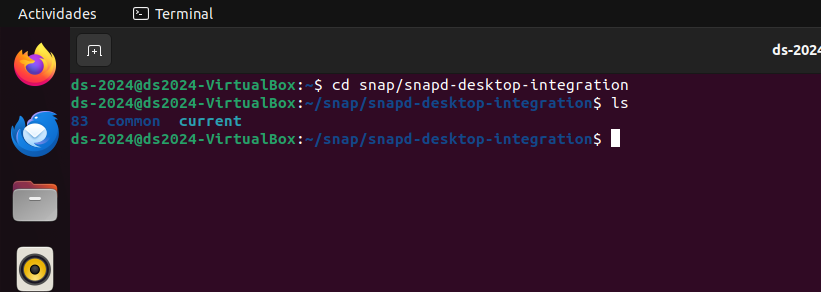 Actividades Terminal
ds-2024
ds-2024@ds2024-VirtualBox:~$ cd snap/snapd-desktop-integration
ds-2024@ds2024-VirtualBox:~/snap/snapd-desktop-integration$ ls
83 common current
ds-2024@ds2024-VirtualBox:~/snap/snapd-desktop-integration$